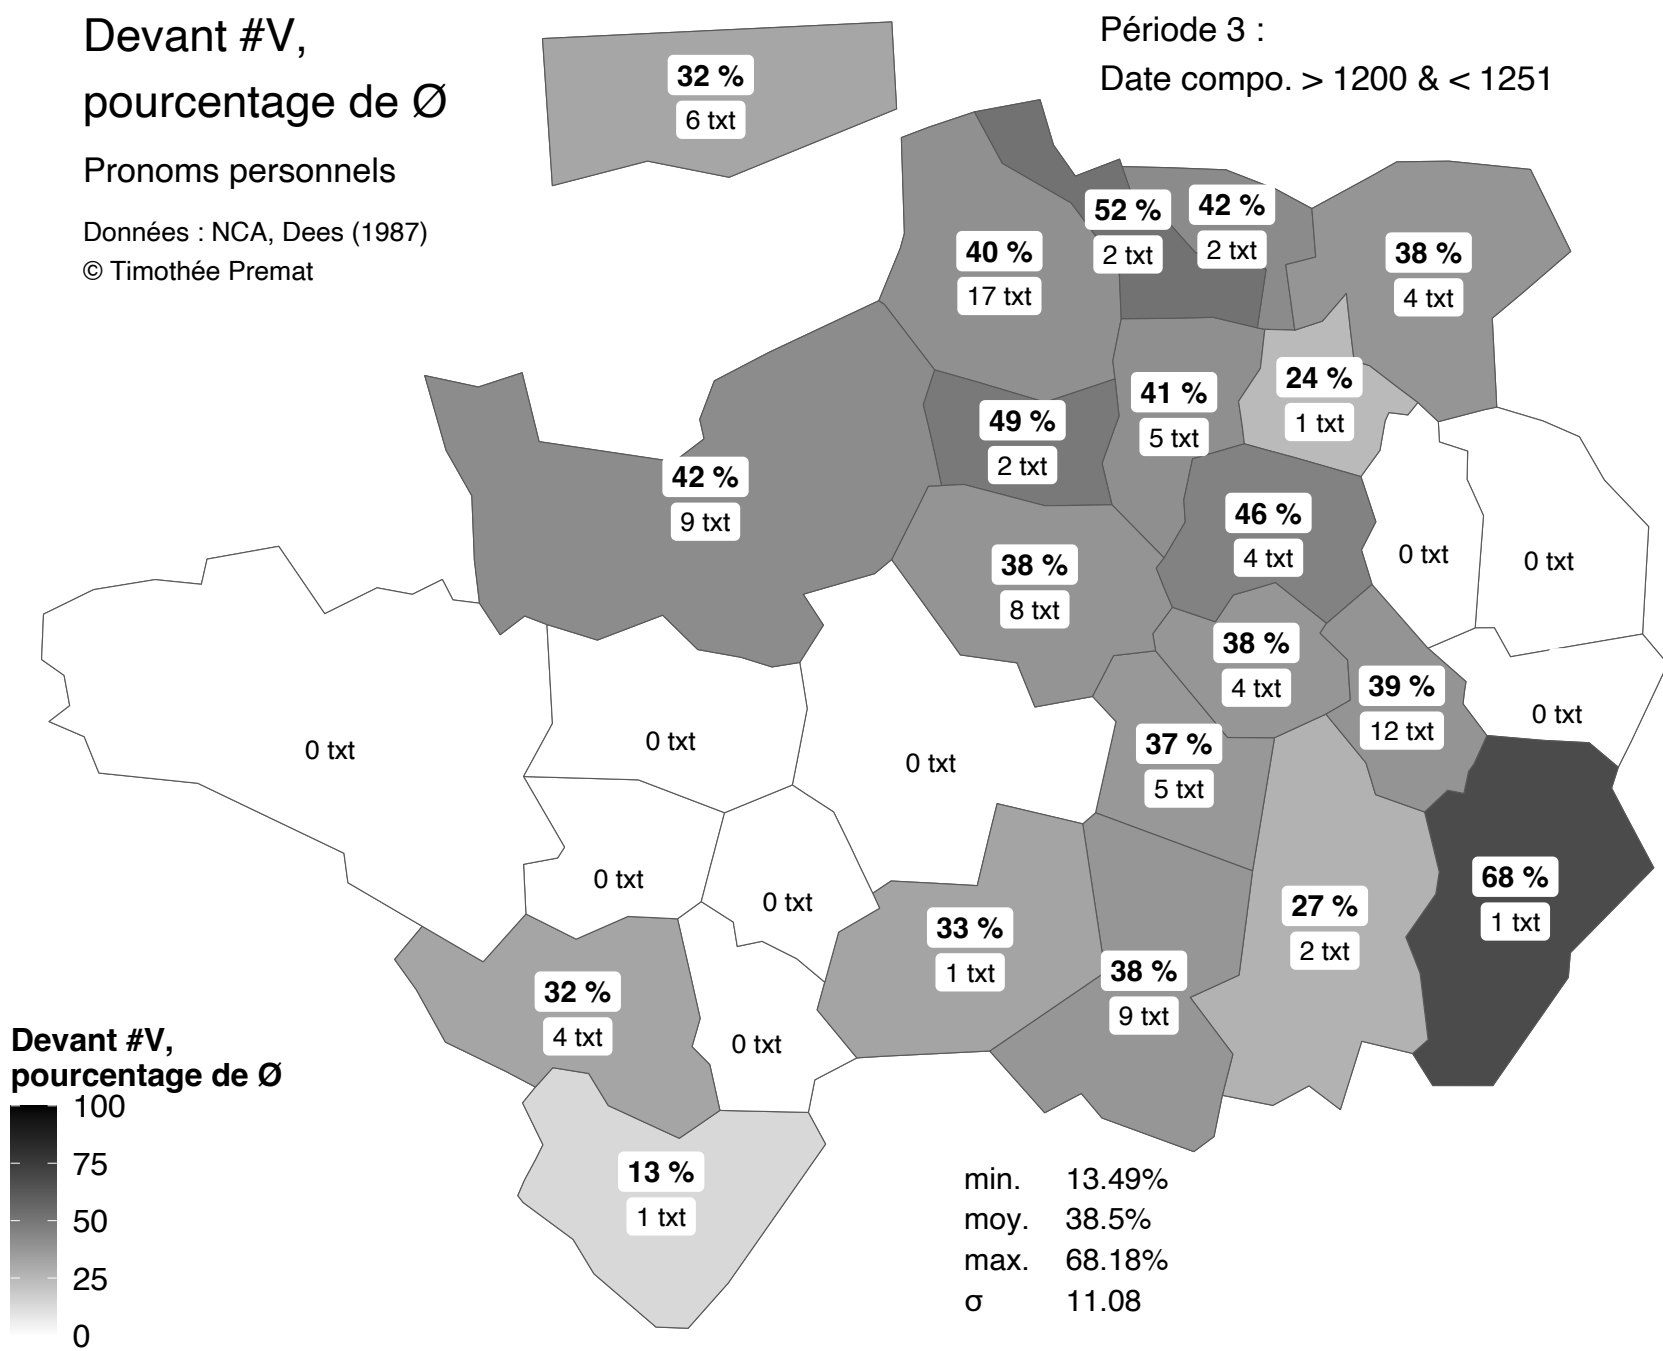 Devant #V,
pourcentage de Ø
Pronoms personnels
Données : NCA, Dees (1987)
© Timothée Premat
Période 3 :
Date compo. > 1200 & < 1251
32 %
6 txt
52 %
2 txt
42 %
2 txt
40 %
17 txt
38 %
4 txt
24 %
1 txt
41 %
5 txt
49 %
2 txt
42 %
9 txt
46 %
4 txt
0 txt
0 txt
38 %
8 txt
38 %
4 txt
39 %
12 txt
0 txt
37 %
5 txt
0 txt
0 txt
0 txt
0 txt
0 txt
68 %
1 txt
27 %
2 txt
33 %
1 txt
38 %
9 txt
32 %
4 txt
0 txt
13 %
1 txt
Devant #V,
pourcentage de Ø
100
75
50
25
0
min. 13.49%
moy. 38.5%
max. 68.18%
σ 11.08